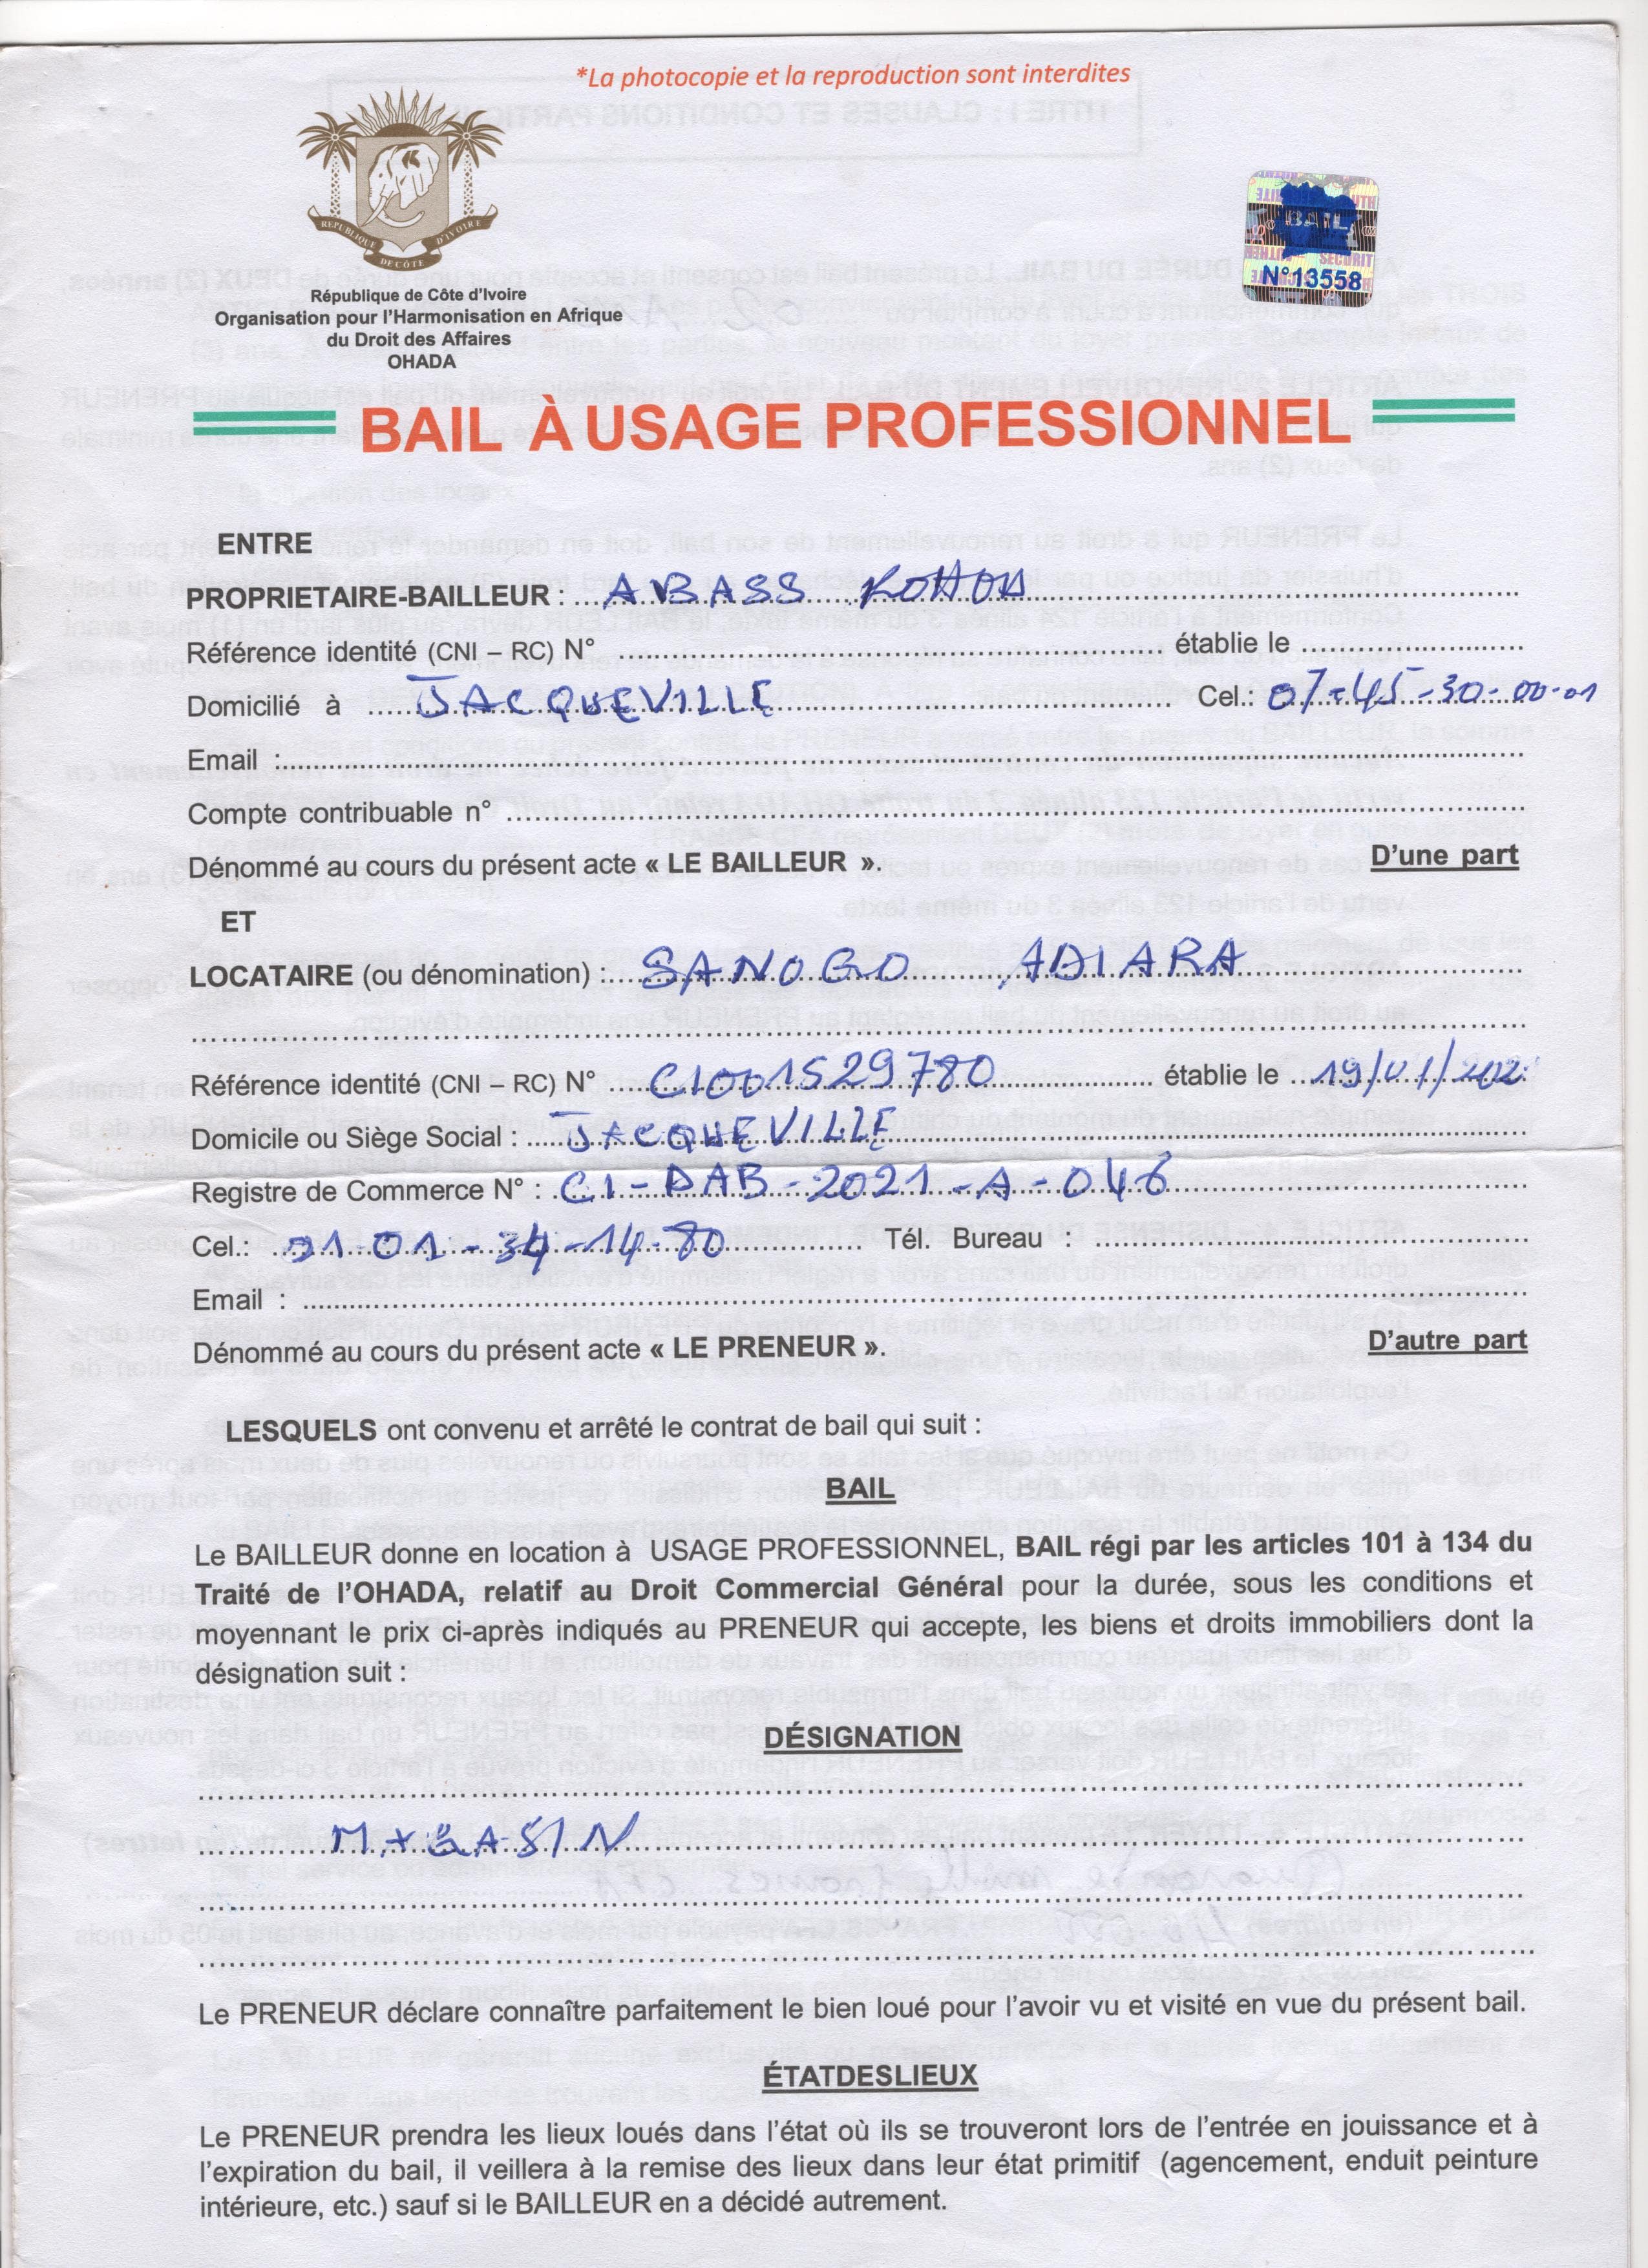 *La photocopie et la reproduction sont interdites
REPUBLIQUE DE CÔTE D'IVOIRE
BAIL
N°13558
République de Côte d'Ivoire
Organisation pour l'Harmonisation en Afrique
du Droit des Affaires
OHADA
BAIL À USAGE PROFESSIONNEL
ENTRE
PROPRIETAIRE-BAILLEUR : ABASS
Référence identité (CNI – RC) N° établie le
Domicilié à JACQUEVILLE Cel.: 07-45-30-00-01
Email :
Compte contribuable n°
Dénommé au cours du présent acte « LE BAILLEUR ». D'une part
ET
LOCATAIRE (ou dénomination) : SANOGO ADIARA
Référence identité (CNI – RC) N° CI001529780 établie le 19/01/202
Domicile ou Siège Social : JACQUEVILLE
Registre de Commerce N° : CI-DAB-2021-A-046
Cel.: 01-01-34-14-80 Tél. Bureau :
Email :
Dénommé au cours du présent acte « LE PRENEUR ». D'autre part
LESQUELS ont convenu et arrêté le contrat de bail qui suit :
BAIL
Le BAILLEUR donne en location à USAGE PROFESSIONNEL, BAIL régi par les articles 101 à 134 du
Traité de l'OHADA, relatif au Droit Commercial Général pour la durée, sous les conditions et
moyennant le prix ci-après indiqués au PRENEUR qui accepte, les biens et droits immobiliers dont la
désignation suit :
DÉSIGNATION
MAGASIN
Le PRENEUR déclare connaître parfaitement le bien loué pour l'avoir vu et visité en vue du présent bail.
ÉTATDESLIEUX
Le PRENEUR prendra les lieux loués dans l'état où ils se trouveront lors de l'entrée en jouissance et à
l'expiration du bail, il veillera à la remise des lieux dans leur état primitif (agencement, enduit peinture
intérieure, etc.) sauf si le BAILLEUR en a décidé autrement.